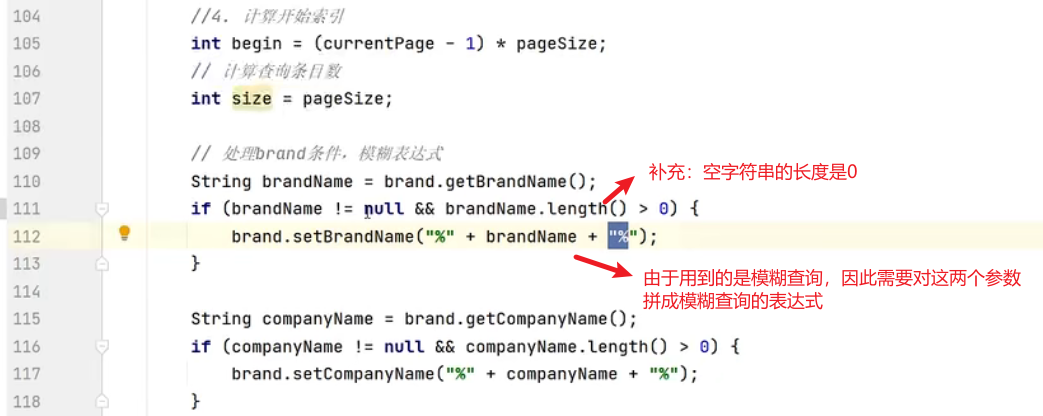 104 //4. 计算开始索引
105 int begin = (currentPage - 1) * pageSize;
106 // 计算查询条目数
107 int size = pageSize;
108
109 // 处理brand条件，模糊表达式
110 String brandName = brand.getBrandName();
补充：空字符串的长度是0
111 if (brandName != null && brandName.length() > 0) {
112 brand.setBrandName("%" + brandName + "%");
113 }
由于用到的是模糊查询，因此需要对这两个参数
拼成模糊查询的表达式
114
115 String companyName = brand.getCompanyName();
116 if (companyName != null && companyName.length() > 0) {
117 brand.setCompanyName("%" + companyName + "%");
118 }